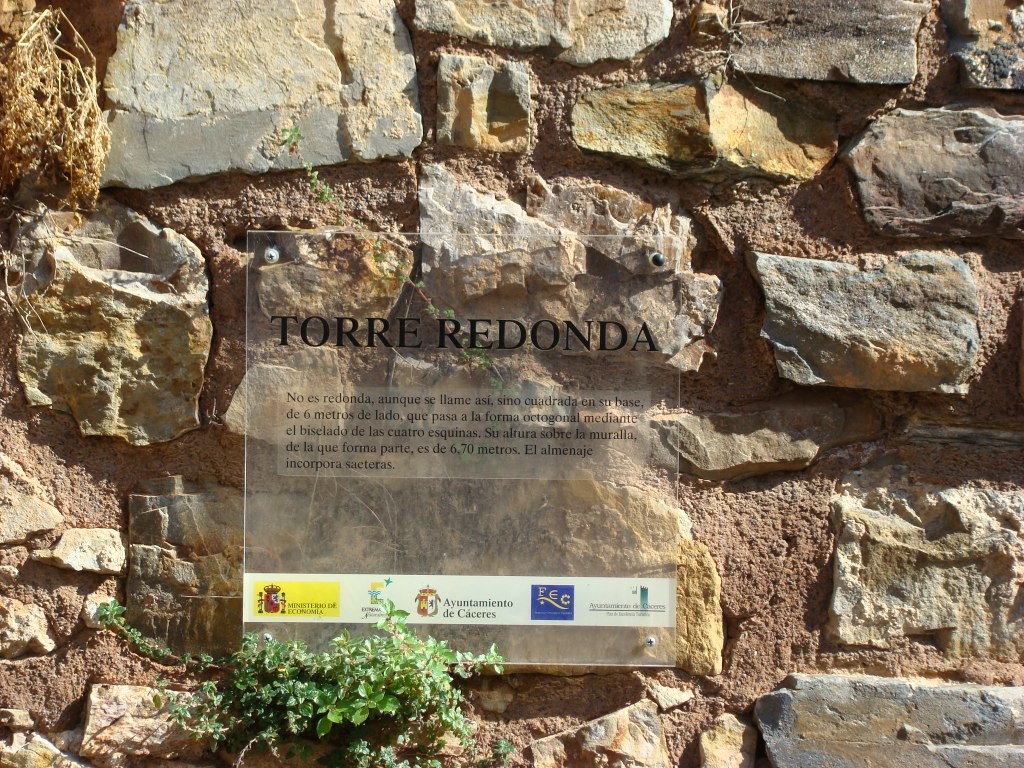 TORRE REDONDA
No es redonda, aunque se llame así, sino cuadrada en su base,
de 6 metros de lado, que pasa a la forma octogonal mediante
el biselado de las cuatro esquinas. Su altura sobre la muralla,
de la que forma parte, es de 6,70 metros. El almenaje
incorpora saeteras.
MINISTERIO DE
ECONOMÍA
Ayuntamiento
de Cáceres
Ayuntamiento de Cáceres